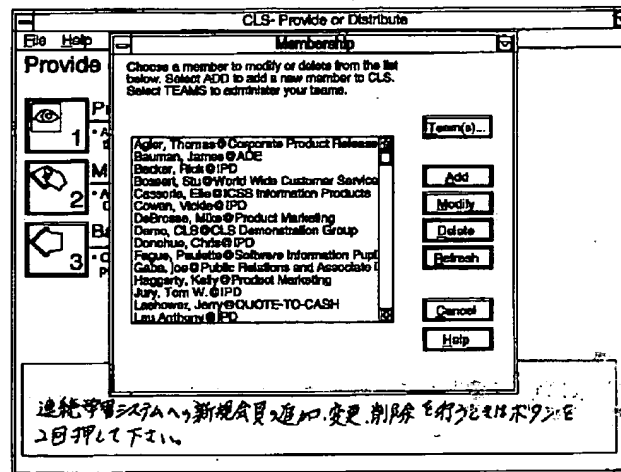 CLS- Provide or Distribute
File Help
Membership
Provide
Choose a member to modify or delete from the list
below. Select ADD to add a new member to CLS.
Select TEAMS to administer your teams.
1
2
3
Team(s)...
Agler, Thomas@Corporate Product Release
Bauman, James@ADE
Becker, Rick@IPD
Bossert, Stu@World Wide Customer Service
Cassoria, Elle@ICSS Information Products
Cowan, Vickie@IPD
DeBrosse, Mike@Product Marketing
Demo, CLS@CLS Demonstration Group
Donohue, Chris@IPD
Fague, Paulette@Software Information Pupl
Gaba, Joe@Public Relations and Associate
Haggarty, Kelly@Product Marketing
Jury, Tom W.@IPD
Lashower, Jerry@QUOTE-TO-CASH
Lau Anthony@IPD
Add
Modify
Delete
Refresh
Cancel
Help
連続学習システムへの新規会員の追加、変更、削除を行うときはボタンを
2回押して下さい。